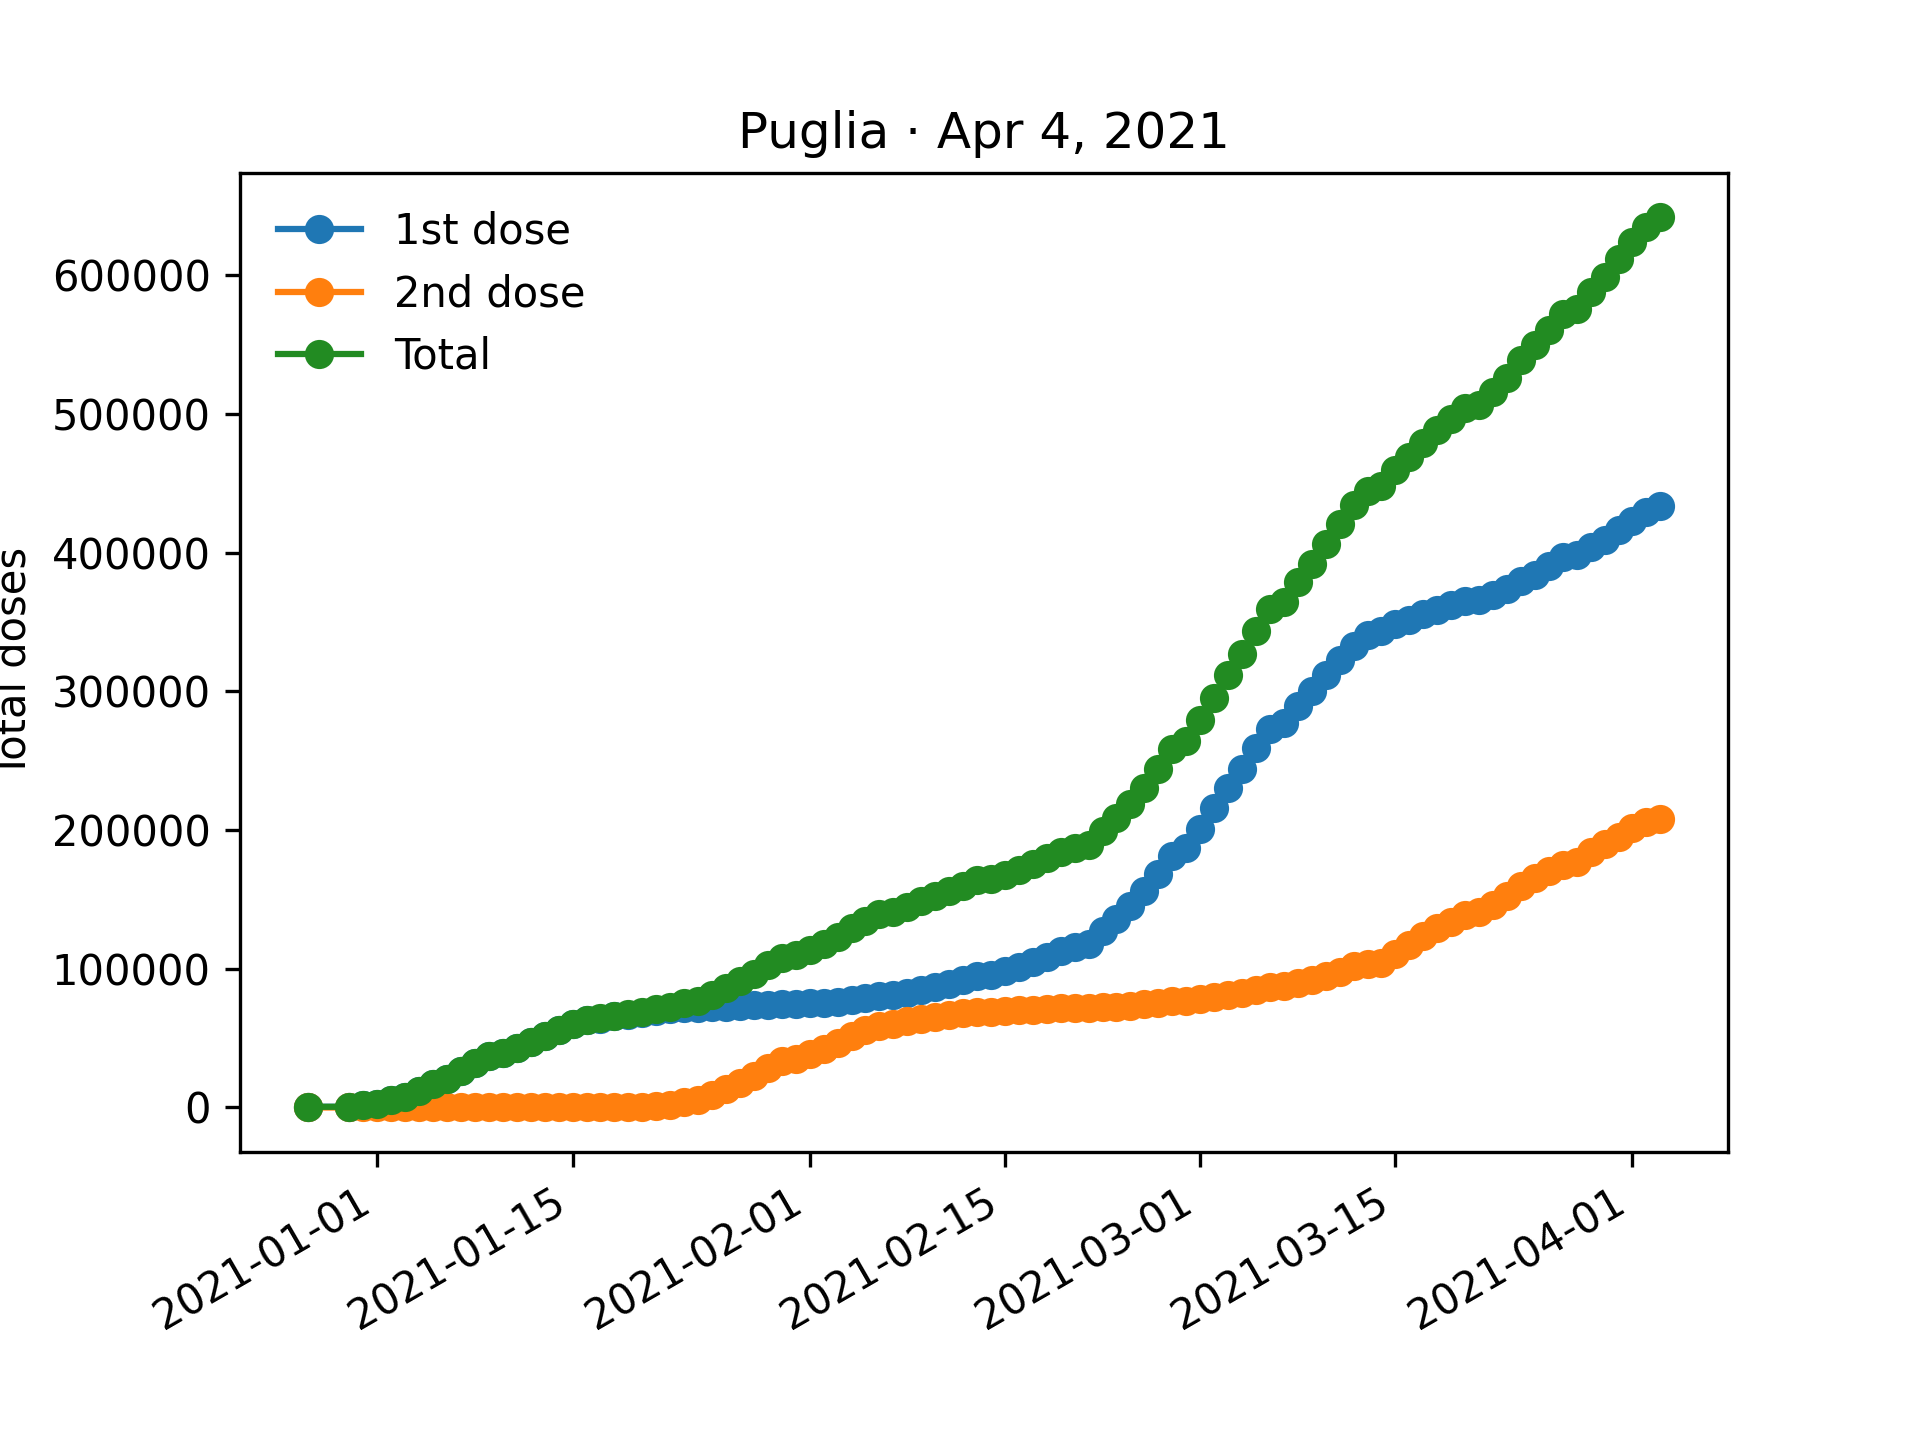 Puglia · Apr 4, 2021
1st dose
2nd dose
Total
600000
500000
400000
300000
200000
100000
0
Total doses
2021-01-01
2021-01-15
2021-02-01
2021-02-15
2021-03-01
2021-03-15
2021-04-01